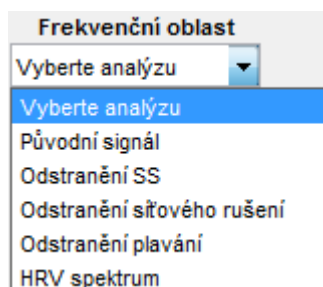 Frekvenční oblast
Vyberte analýzu
Vyberte analýzu
Původní signál
Odstranění SS
Odstranění síťového rušení
Odstranění plavání
HRV spektrum